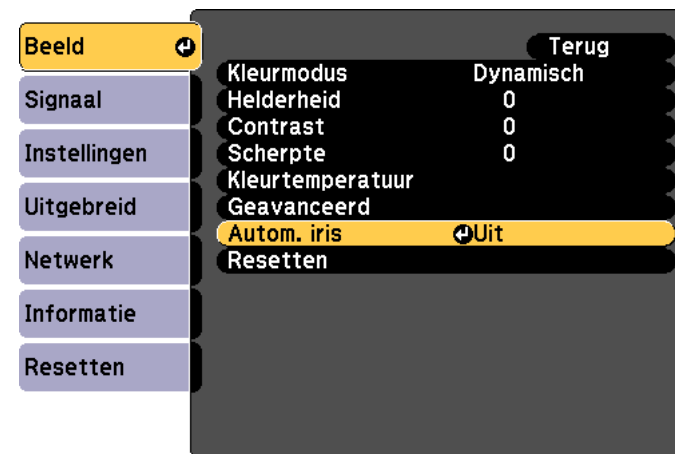 Beeld
Signaal
Instellingen
Uitgebreid
Netwerk
Informatie
Resetten
Terug
Kleurmodus Dynamisch
Helderheid 0
Contrast 0
Scherpte 0
Kleurtemperatuur
Geavanceerd
Autom. iris Uit
Resetten